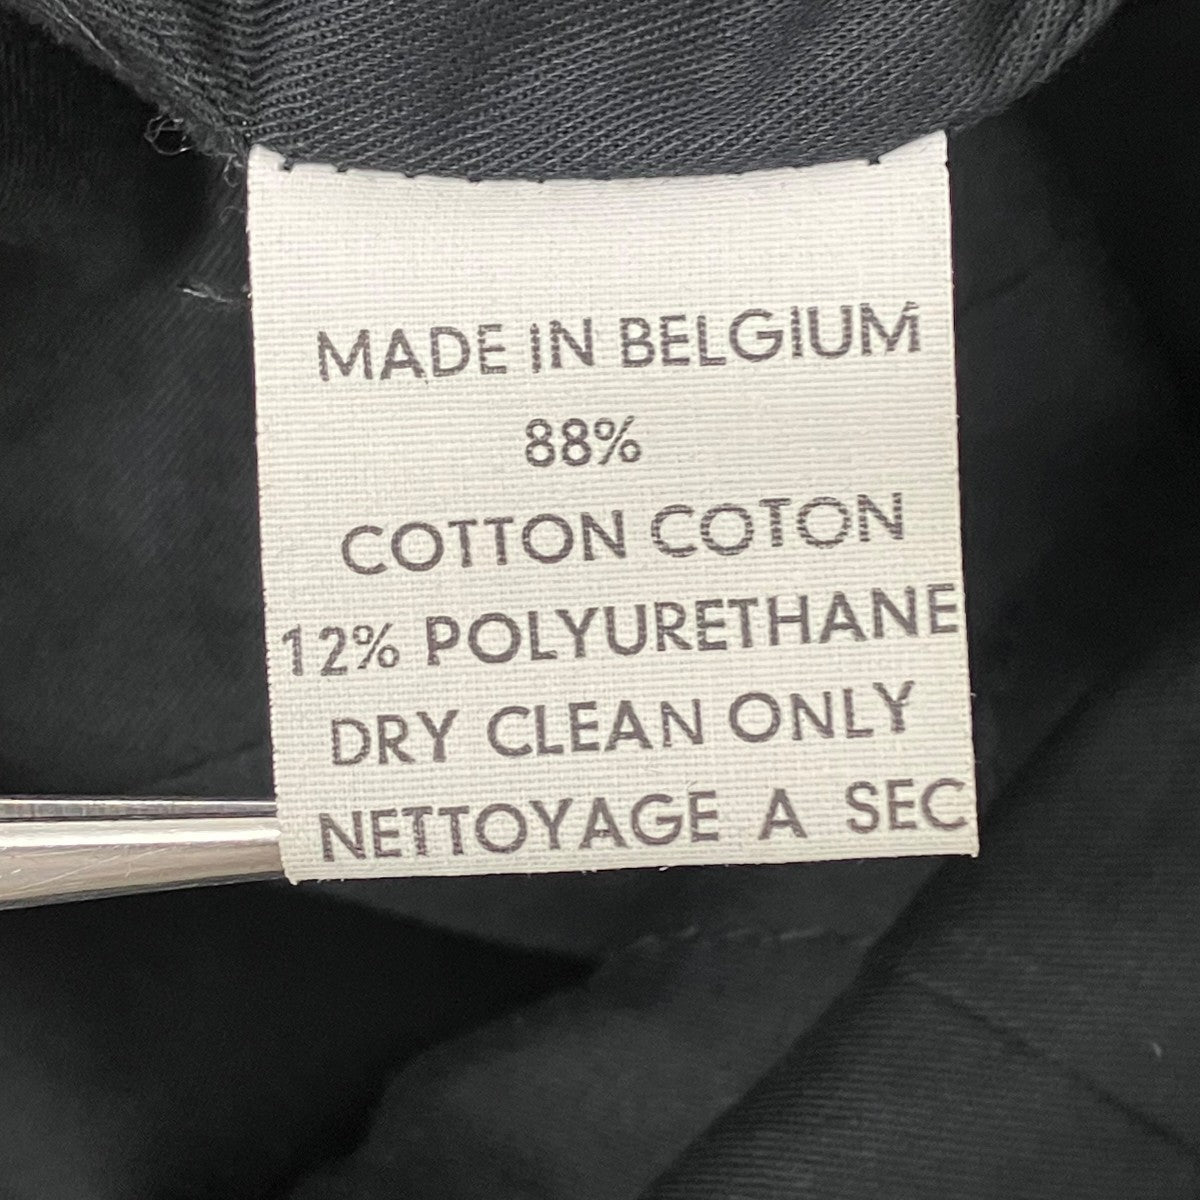 MADE IN BELGIUM
88%
COTTON COTON
12% POLYURETHANE
DRY CLEAN ONLY
NETTOYAGE A SEC